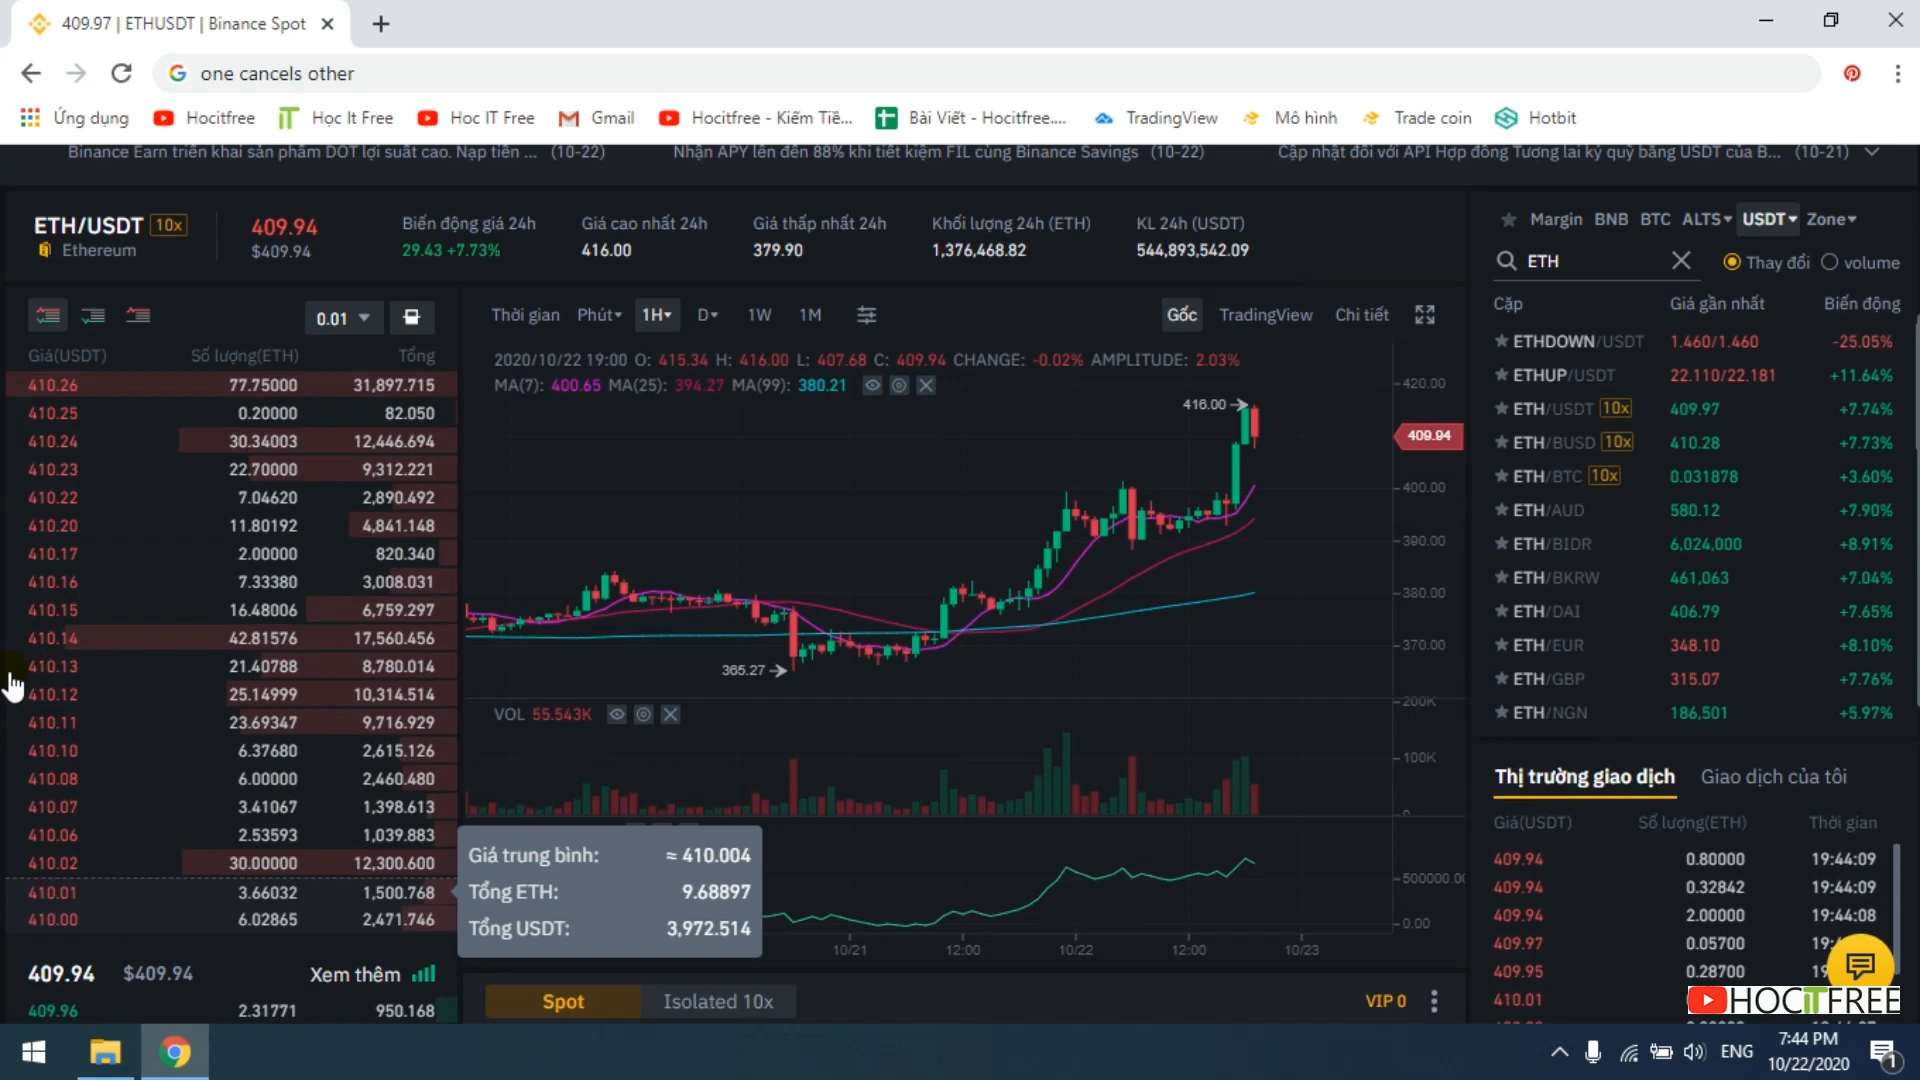 409.97 | ETHUSDT | Binance Spot
one cancels other
Ứng dụng Hocitfree Học It Free Hoc IT Free Gmail Hocitfree - Kiếm Tiề... Bài Viết - Hocitfree.... TradingView Mô hình Trade coin Hotbit
Binance Earn triển khai sản phẩm DOT lợi suất cao. Nạp tiền ... (10-22) Nhận APY lên đến 88% khi tiết kiệm FIL cùng Binance Savings (10-22) Cập nhật đối với API Hợp đồng Tương lai ký quỹ bằng USDT của B... (10-21)
ETH/USDT 10x
Ethereum
409.94
$409.94
Biến động giá 24h
29.43 +7.73%
Giá cao nhất 24h
416.00
Giá thấp nhất 24h
379.90
Khối lượng 24h (ETH)
1,376,468.82
KL 24h (USDT)
544,893,542.09
0.01
Giá(USDT) Số lượng(ETH) Tổng
410.26 77.75000 31,897.715
410.25 0.20000 82.050
410.24 30.34003 12,446.694
410.23 22.70000 9,312.221
410.22 7.04620 2,890.492
410.20 11.80192 4,841.148
410.17 2.00000 820.340
410.16 7.33380 3,008.031
410.15 16.48006 6,759.297
410.14 42.81576 17,560.456
410.13 21.40788 8,780.014
410.12 25.14999 10,314.514
410.11 23.69347 9,716.929
410.10 6.37680 2,615.126
410.08 6.00000 2,460.480
410.07 3.41067 1,398.613
410.06 2.53593 1,039.883
410.02 30.00000 12,300.600
410.01 3.66032 1,500.768
410.00 6.02865 2,471.746
409.94 $409.94 Xem thêm
409.96 2.31771 950.168
Thời gian Phút 1H D 1W 1M Gốc TradingView Chi tiết
2020/10/22 19:00 O: 415.34 H: 416.00 L: 407.68 C: 409.94 CHANGE: -0.02% AMPLITUDE: 2.03%
MA(7): 400.65 MA(25): 394.27 MA(99): 380.21
416.00
365.27
420.00
409.94
400.00
390.00
380.00
370.00
VOL 55.543K
200K
100K
0
Giá trung bình: ≈ 410.004
Tổng ETH: 9.68897
Tổng USDT: 3,972.514
0.00
10/21 12:00 10/22 12:00 10/23
Spot Isolated 10x VIP 0
Margin BNB BTC ALTS USDT Zone
ETH Thay đổi volume
Cặp Giá gần nhất Biến động
ETHDOWN/USDT 1.460/1.460 -25.05%
ETHUP/USDT 22.110/22.181 +11.64%
ETH/USDT 10x 409.97 +7.74%
ETH/BUSD 10x 410.28 +7.73%
ETH/BTC 10x 0.031878 +3.60%
ETH/AUD 580.12 +7.90%
ETH/BIDR 6,024,000 +8.91%
ETH/BKRW 461,063 +7.04%
ETH/DAI 406.79 +7.65%
ETH/EUR 348.10 +8.10%
ETH/GBP 315.07 +7.76%
ETH/NGN 186,501 +5.97%
Thị trường giao dịch Giao dịch của tôi
Giá(USDT) Số lượng(ETH) Thời gian
409.94 0.80000 19:44:09
409.94 0.32842 19:44:09
409.94 2.00000 19:44:08
409.97 0.05700
409.95 0.28700
410.01
HOCITFREE
ENG
7:44 PM
10/22/2020
1